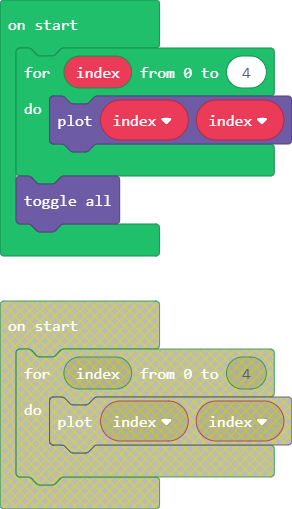 on start
for index from 0 to 4
do
plot index index
toggle all
on start
for index from 0 to 4
do
plot index index